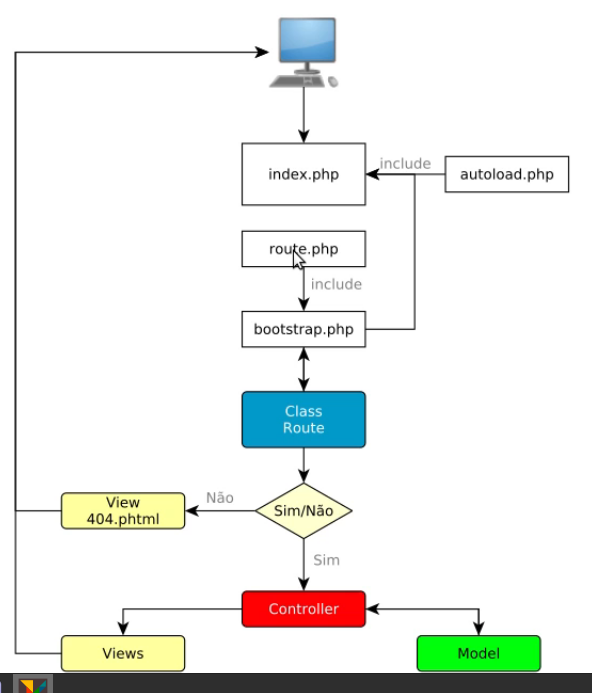 index.php
include
autoload.php
route.php
include
bootstrap.php
Class
Route
Não
View
404.phtml
Sim/Não
Sim
Controller
Views
Model